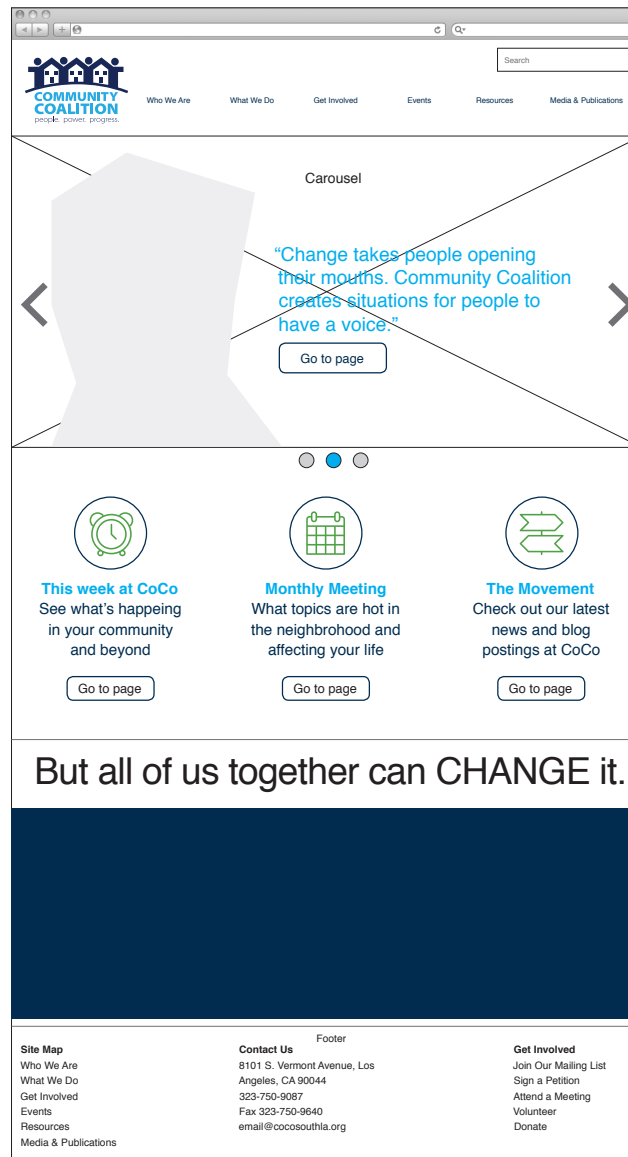 Search
COMMUNITY
COALITION
people. power. progress.
Who We Are
What We Do
Get Involved
Events
Resources
Media & Publications
Carousel
“Change takes people opening
their mouths. Community Coalition
creates situations for people to
have a voice.”
Go to page
This week at CoCo
See what’s happeing
in your community
and beyond
Go to page
Monthly Meeting
What topics are hot in
the neighbrohood and
affecting your life
Go to page
The Movement
Check out our latest
news and blog
postings at CoCo
Go to page
But all of us together can CHANGE it.
Footer
Site Map
Who We Are
What We Do
Get Involved
Events
Resources
Media & Publications
Contact Us
8101 S. Vermont Avenue, Los
Angeles, CA 90044
323-750-9087
Fax 323-750-9640
email@cocosouthla.org
Get Involved
Join Our Mailing List
Sign a Petition
Attend a Meeting
Volunteer
Donate